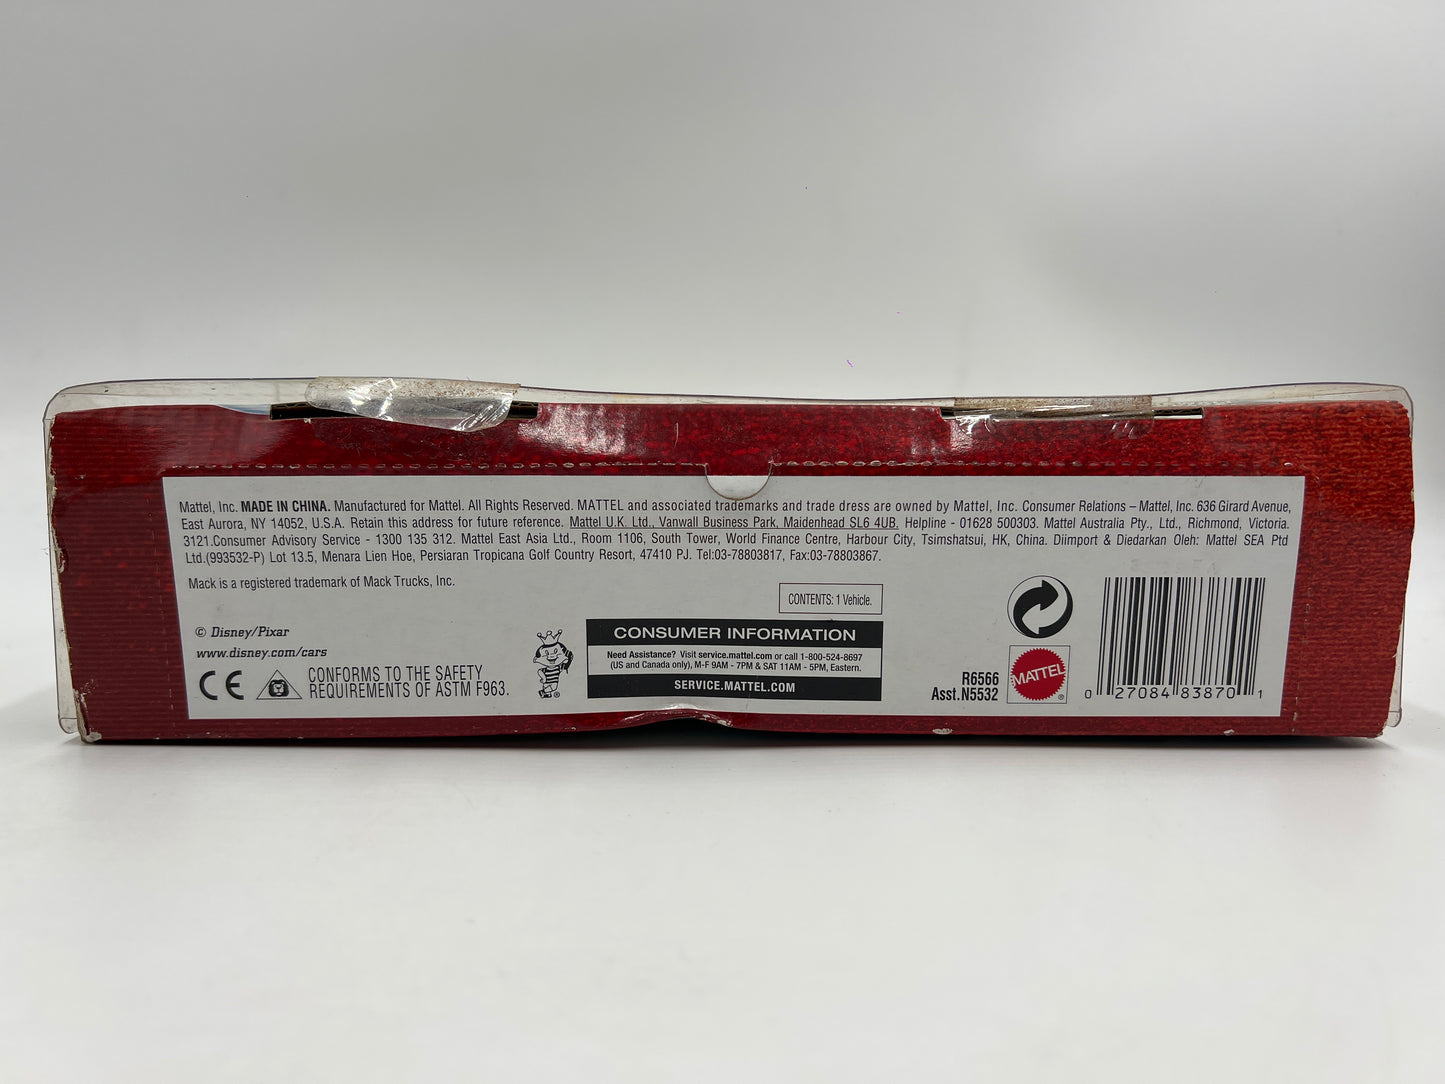 Mattel, Inc. MADE IN CHINA. Manufactured for Mattel. All Rights Reserved. MATTEL and associated trademarks and trade dress are owned by Mattel, Inc. Consumer Relations – Mattel, Inc. 636 Girard Avenue,
East Aurora, NY 14052, U.S.A. Retain this address for future reference. Mattel U.K. Ltd., Vanwall Business Park, Maidenhead SL6 4UB. Helpline - 01628 500303. Mattel Australia Pty., Ltd., Richmond, Victoria.
3121.Consumer Advisory Service - 1300 135 312. Mattel East Asia Ltd., Room 1106, South Tower, World Finance Centre, Harbour City, Tsimshatsui, HK, China. Diimport & Diedarkan Oleh: Mattel SEA Ptd
Ltd.(993532-P) Lot 13.5, Menara Lien Hoe, Persiaran Tropicana Golf Country Resort, 47410 PJ. Tel:03-78803817, Fax:03-78803867.
Mack is a registered trademark of Mack Trucks, Inc.
CONTENTS: 1 Vehicle.
© Disney/Pixar
www.disney.com/cars
CE
CONFORMS TO THE SAFETY
REQUIREMENTS OF ASTM F963.
CONSUMER INFORMATION
Need Assistance? Visit service.mattel.com or call 1-800-524-8697
(US and Canada only), M-F 9AM - 7PM & SAT 11AM - 5PM, Eastern.
SERVICE.MATTEL.COM
R6566
Asst.N5532
MATTEL®
0 27084 83870 1